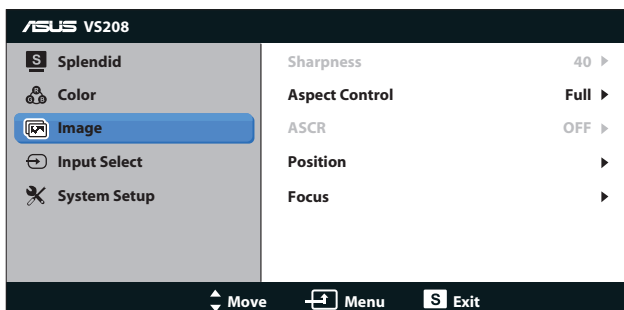 ASUS VS208
S Splendid
Color
Image
Input Select
System Setup
Sharpness 40
Aspect Control Full
ASCR OFF
Position
Focus
Move Menu S Exit